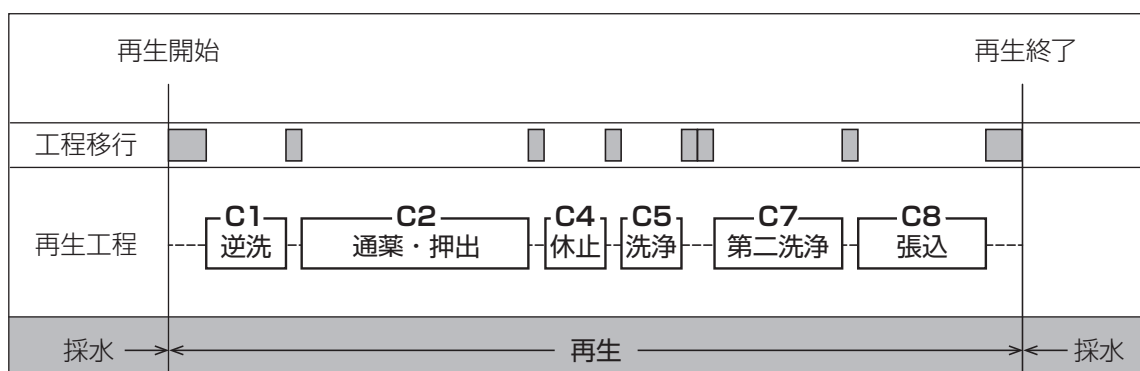 再生開始 再生終了
工程移行
C1 C2 C4 C5 C7 C8
再生工程 逆洗 通薬・押出 休止 洗浄 第二洗浄 張込
採水 再生 採水